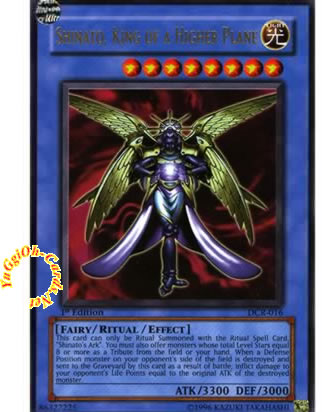 Shinato, King of a Higher Plane
LIGHT
光
YuGgiOh-Cards.Net
1st Edition
DCR-016
[FAIRY/RITUAL / EFFECT]
This card can only be Ritual Summoned with the Ritual Spell Card,
"Shinato's Ark". You must also offer monsters whose total Level Stars equal
8 or more as a Tribute from the field or your hand. When a Defense
Position monster on your opponent's side of the field is destroyed and
sent to the Graveyard by this card as a result of battle, inflict damage to
your opponent's Life Points equal to the original ATK of the destroyed
monster.
ATK/3300 DEF/3000
©1996 KAZUKI TAKAHASHI